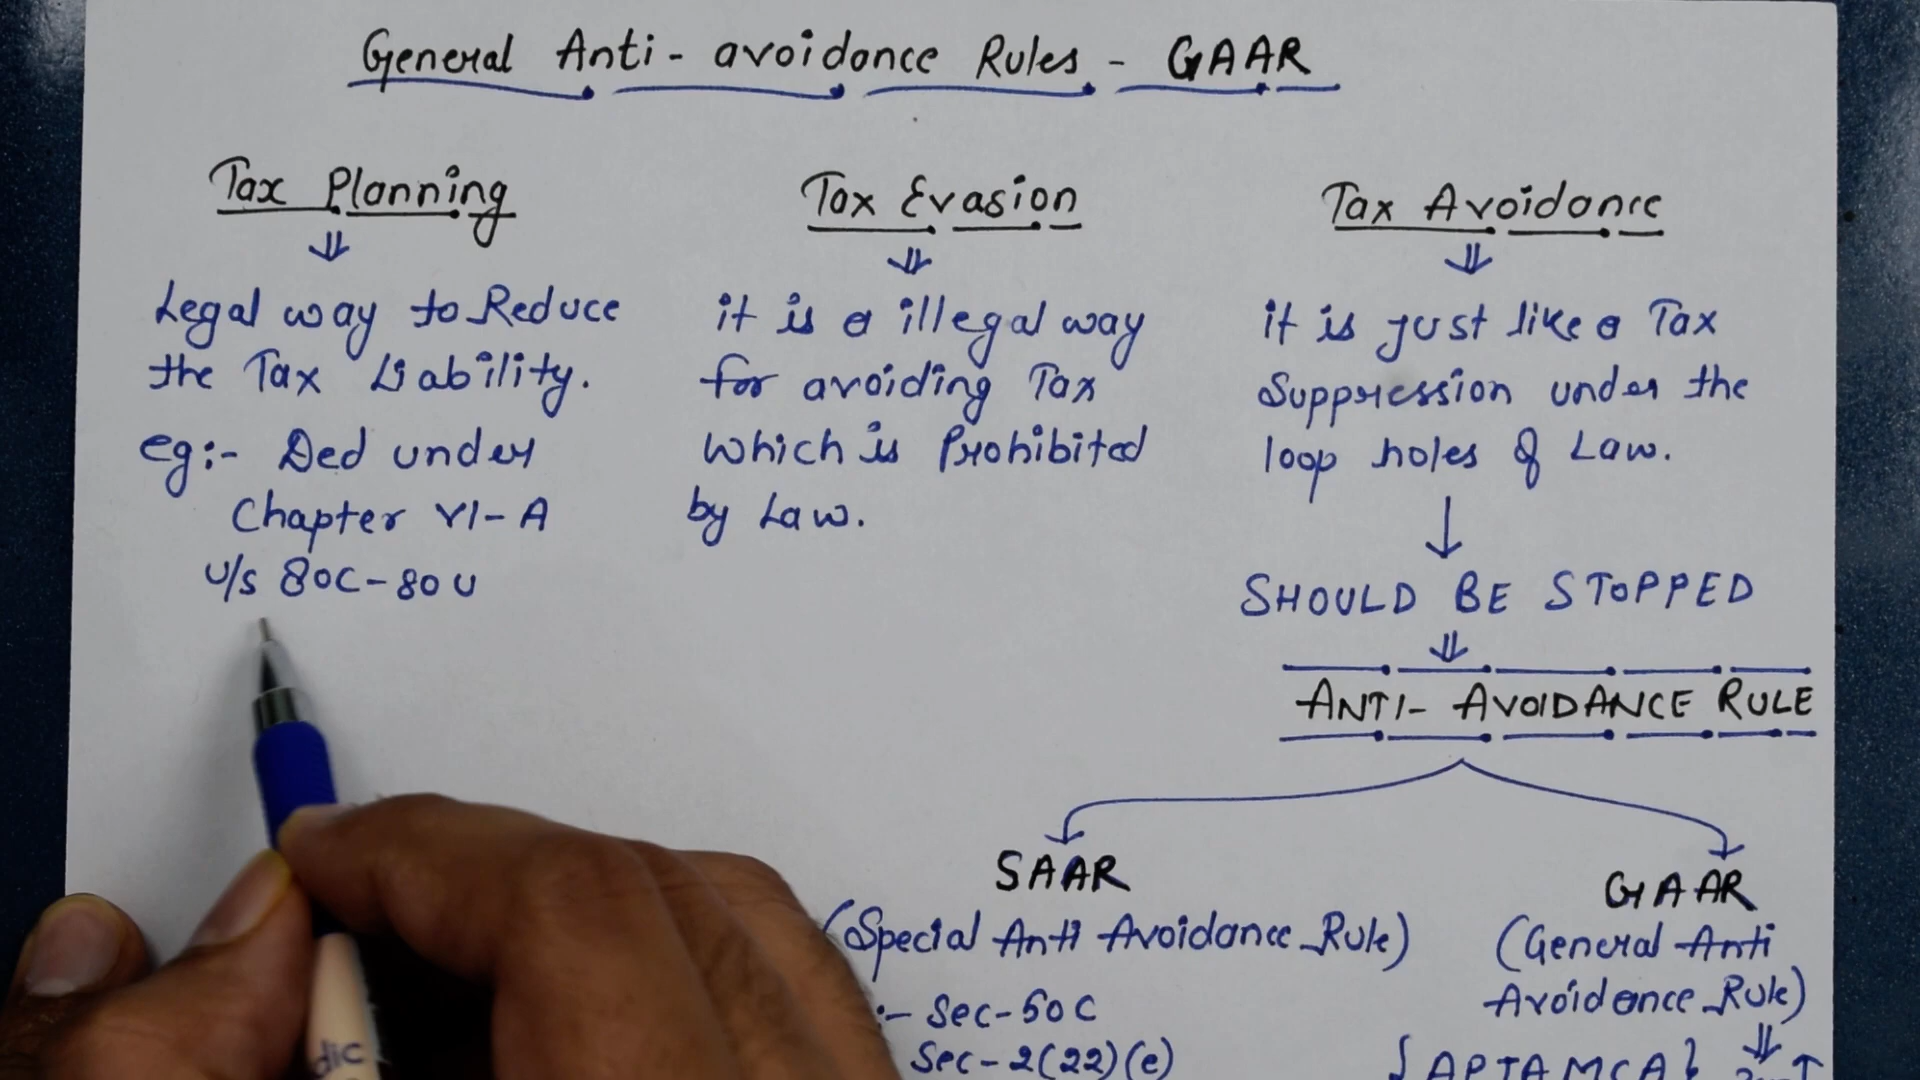 General Anti-avoidance Rules - GAAR
Tax Planning
Legal way to Reduce
the Tax Liability.
eg:- Ded under
Chapter VI-A
U/s 80C-80U
Tax Evasion
it is a illegal way
for avoiding Tax
which is Prohibited
by Law.
Tax Avoidance
it is just like a Tax
Suppression under the
loop holes of Law.
SHOULD BE STOPPED
ANTI-AVOIDANCE RULE
SAAR
(Special Anti Avoidance Rule)
:- Sec-50C
Sec-2(22)(e)
GAAR
(General Anti
Avoidance Rule)
dic